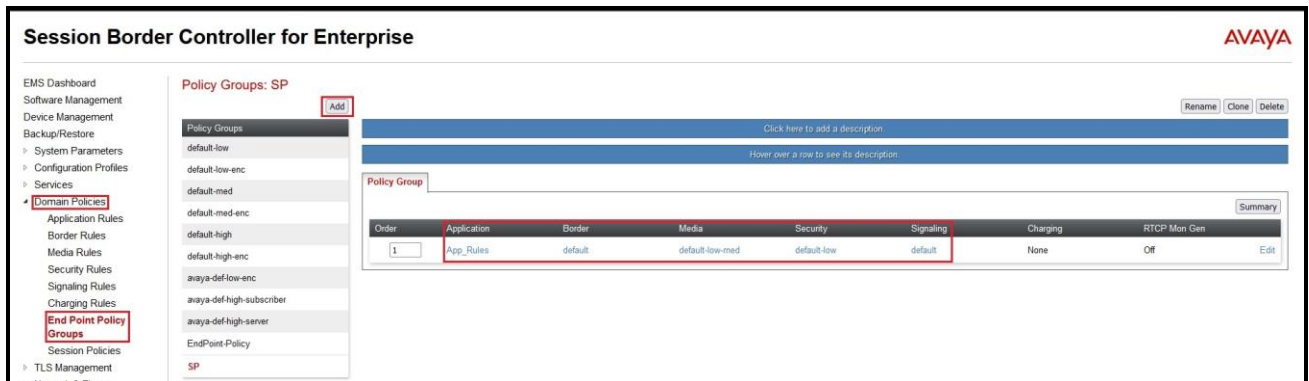 Session Border Controller for Enterprise
AVAYA
EMS Dashboard
Software Management
Device Management
Backup/Restore
System Parameters
Configuration Profiles
Services
Domain Policies
Application Rules
Border Rules
Media Rules
Security Rules
Signaling Rules
Charging Rules
End Point Policy
Groups
Session Policies
TLS Management
Policy Groups: SP
Add
Rename Clone Delete
Policy Groups
default-low
default-low-enc
default-med
default-med-enc
default-high
default-high-enc
avaya-def-low-enc
avaya-def-high-subscriber
avaya-def-high-server
EndPoint-Policy
SP
Click here to add a description.
Hover over a row to see its description.
Policy Group
Summary
Order Application Border Media Security Signaling Charging RTCP Mon Gen
1 App_Rules default default-low-med default-low default None Off Edit